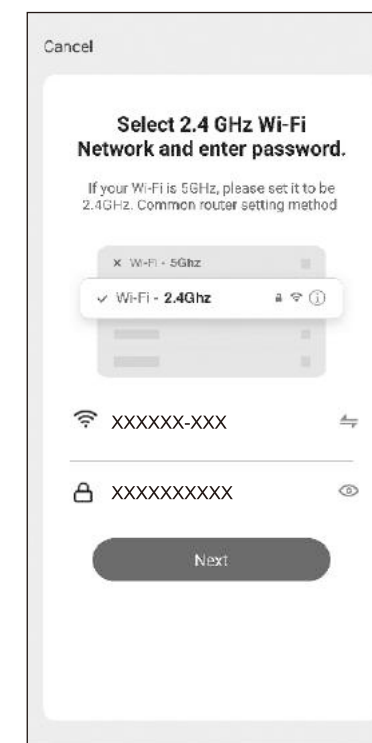 Cancel
Select 2.4 GHz Wi-Fi
Network and enter password.
If your Wi-Fi is 5GHz, please set it to be
2.4GHz. Common router setting method
x Wi-Fi - 5Ghz
✓ Wi-Fi - 2.4Ghz
XXXXXX-XXX
XXXXXXXXXX
Next